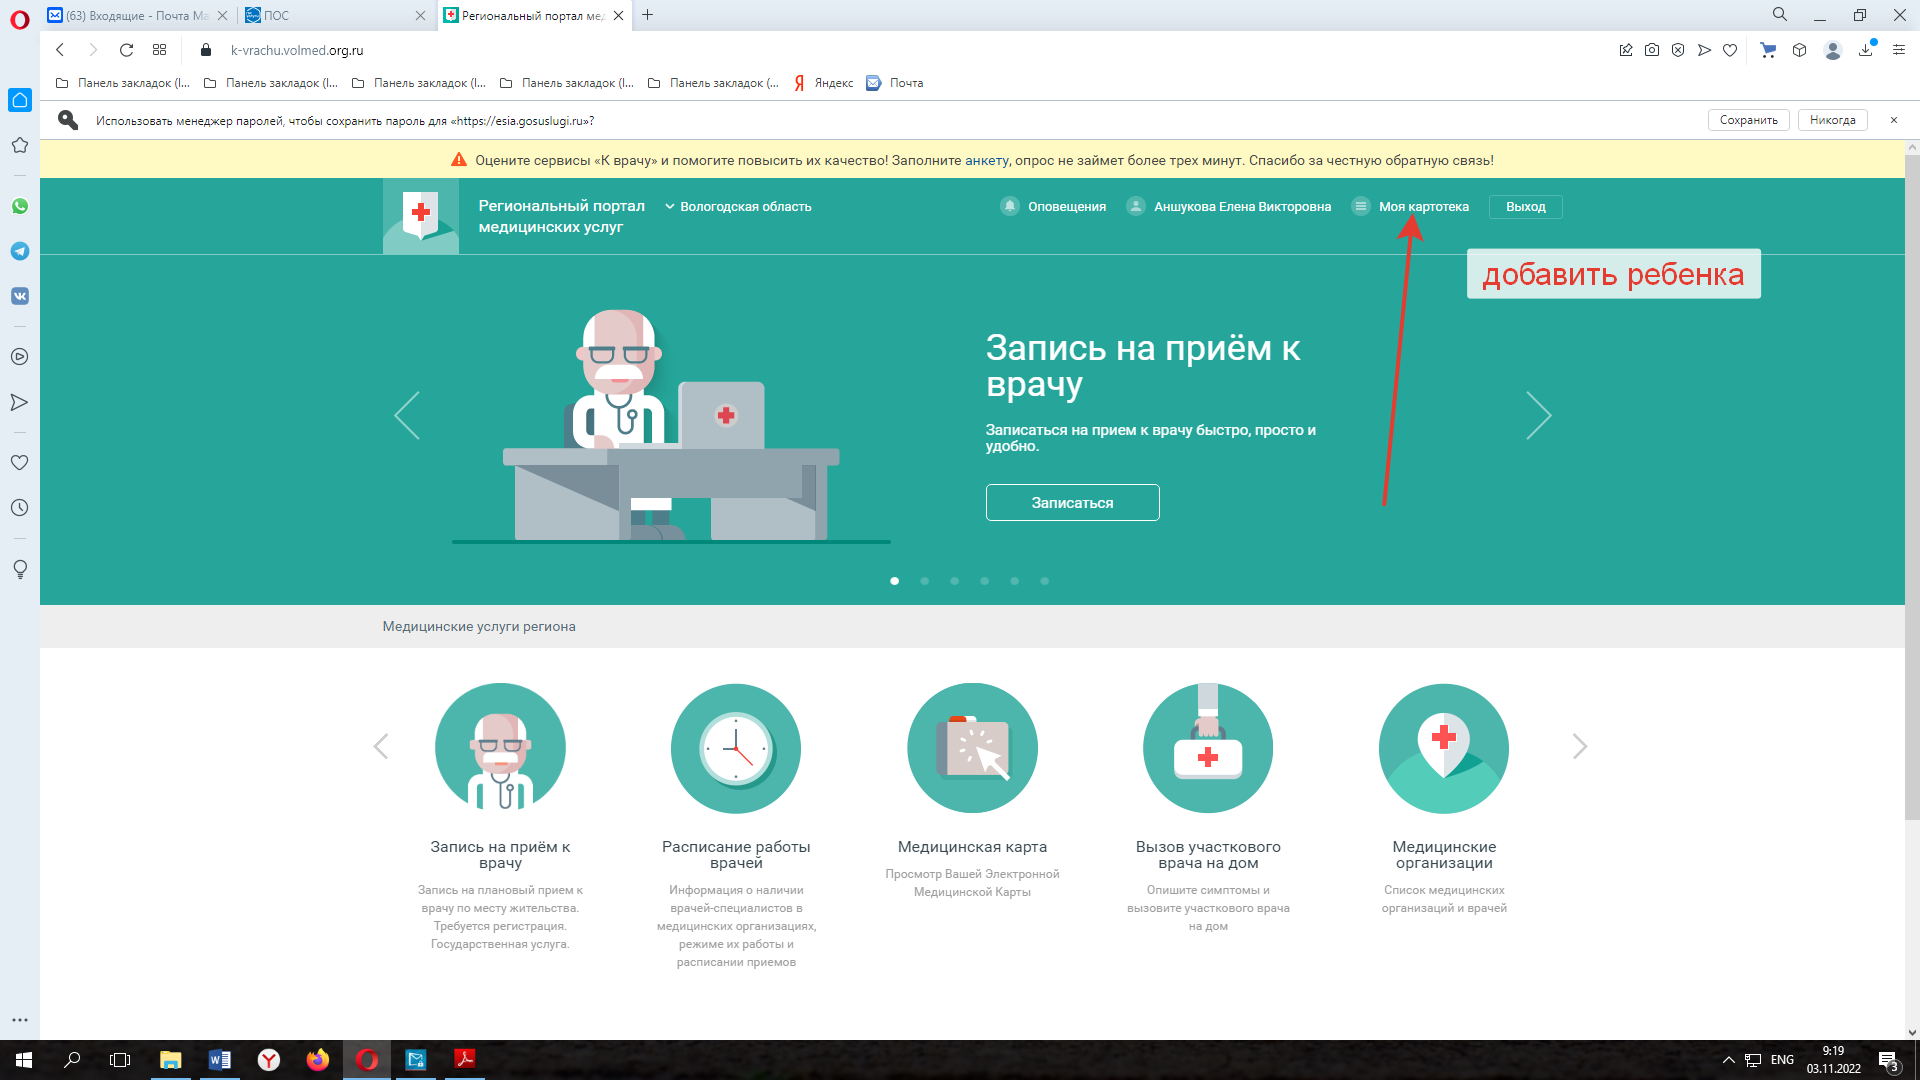 (63) Входящие - Почта Ма
ПОС
Региональный портал ме
k-vrachu.volmed.org.ru
Панель закладок (I...
Панель закладок (I...
Панель закладок (I...
Панель закладок (I...
Панель закладок (...
Яндекс
Почта
Использовать менеджер паролей, чтобы сохранить пароль для «https://esia.gosuslugi.ru»?
Сохранить
Никогда
Оцените сервисы «К врачу» и помогите повысить их качество! Заполните анкету, опрос не займет более трех минут. Спасибо за честную обратную связь!
Региональный портал
медицинских услуг
Вологодская область
Оповещения
Аншукова Елена Викторовна
Моя картотека
Выход
добавить ребенка
Запись на приём к
врачу
Записаться на прием к врачу быстро, просто и
удобно.
Записаться
Медицинские услуги региона
Запись на приём к
врачу
Запись на плановый прием к
врачу по месту жительства.
Требуется регистрация.
Государственная услуга.
Расписание работы
врачей
Информация о наличии
врачей-специалистов в
медицинских организациях,
режиме их работы и
расписании приемов
Медицинская карта
Просмотр Вашей Электронной
Медицинской Карты
Вызов участкового
врача на дом
Опишите симптомы и
вызовите участкового врача
на дом
Медицинские
организации
Список медицинских
организаций и врачей
ENG
9:19
03.11.2022
3